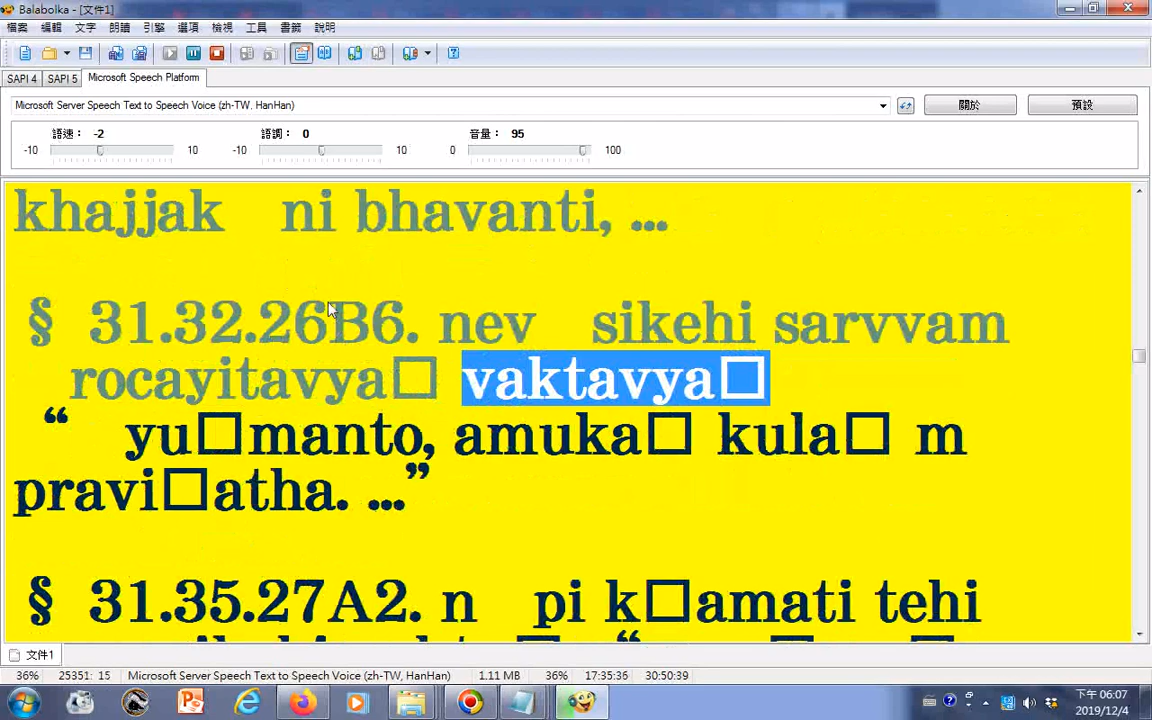 Balabolka - [文件1]
檔案 編輯 文字 朗讀 引擎 選項 檢視 工具 書籤 說明
SAPI 4 SAPI 5 Microsoft Speech Platform
Microsoft Server Speech Text to Speech Voice (zh-TW, HanHan) 關於 預設
語速： -2 語調： 0 音量： 95
-10 10 -10 10 0 100
khajjak ni bhavanti, ...
§ 31.32.26B6. nev sikehi sarvvam
rocayitavya□ vaktavya□
“ yu□manto, amuka□ kula□ m
pravi□atha. ...”
§ 31.35.27A2. n pi k□amati tehi
文件1
36% 25351: 15 Microsoft Server Speech Text to Speech Voice (zh-TW, HanHan) 1.11 MB 36% 17:35:36 30:50:39
下午 06:07
2019/12/4